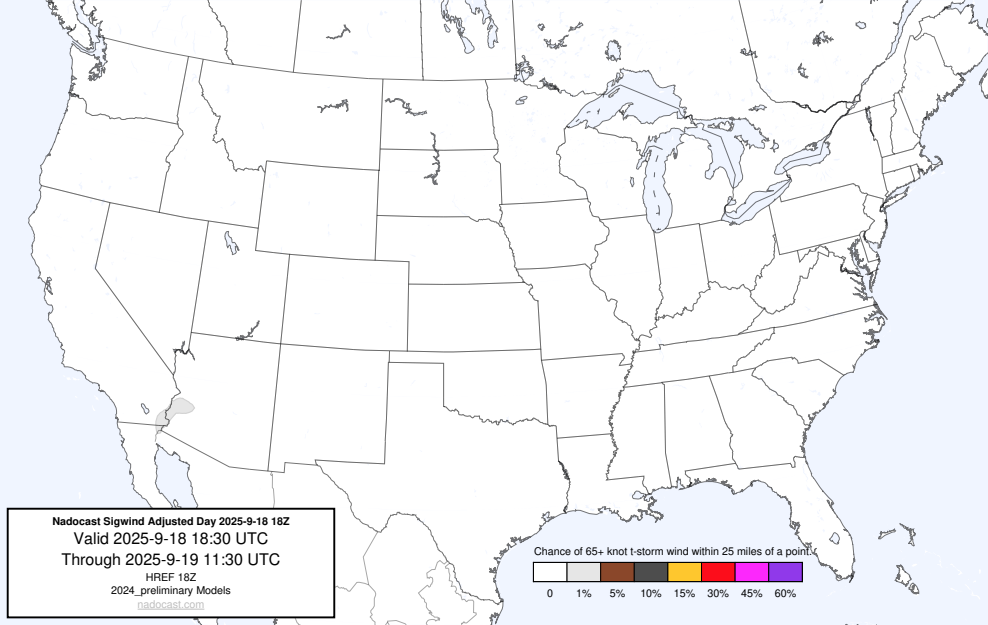 Nadocast Sigwind Adjusted Day 2025-9-18 18Z
Valid 2025-9-18 18:30 UTC
Through 2025-9-19 11:30 UTC
HREF 18Z
2024_preliminary Models
nadocast.com
Chance of 65+ knot t-storm wind within 25 miles of a point.
0 1% 5% 10% 15% 30% 45% 60%